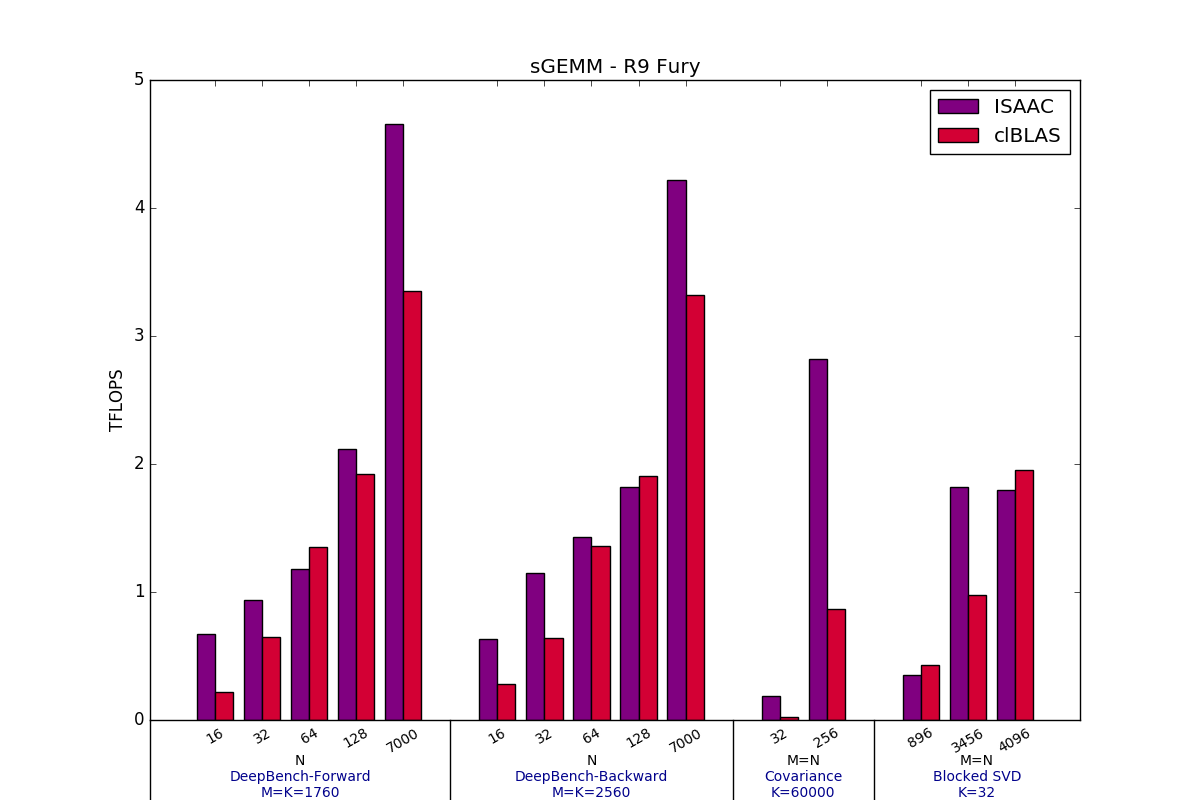 sGEMM - R9 Fury
ISAAC
clBLAS
5
4
3
2
1
0
TFLOPS
16 32 64 128 7000 16 32 64 128 7000 32 256 896 3456 4096
N N M=N M=N
DeepBench-Forward DeepBench-Backward Covariance Blocked SVD
M=K=1760 M=K=2560 K=60000 K=32